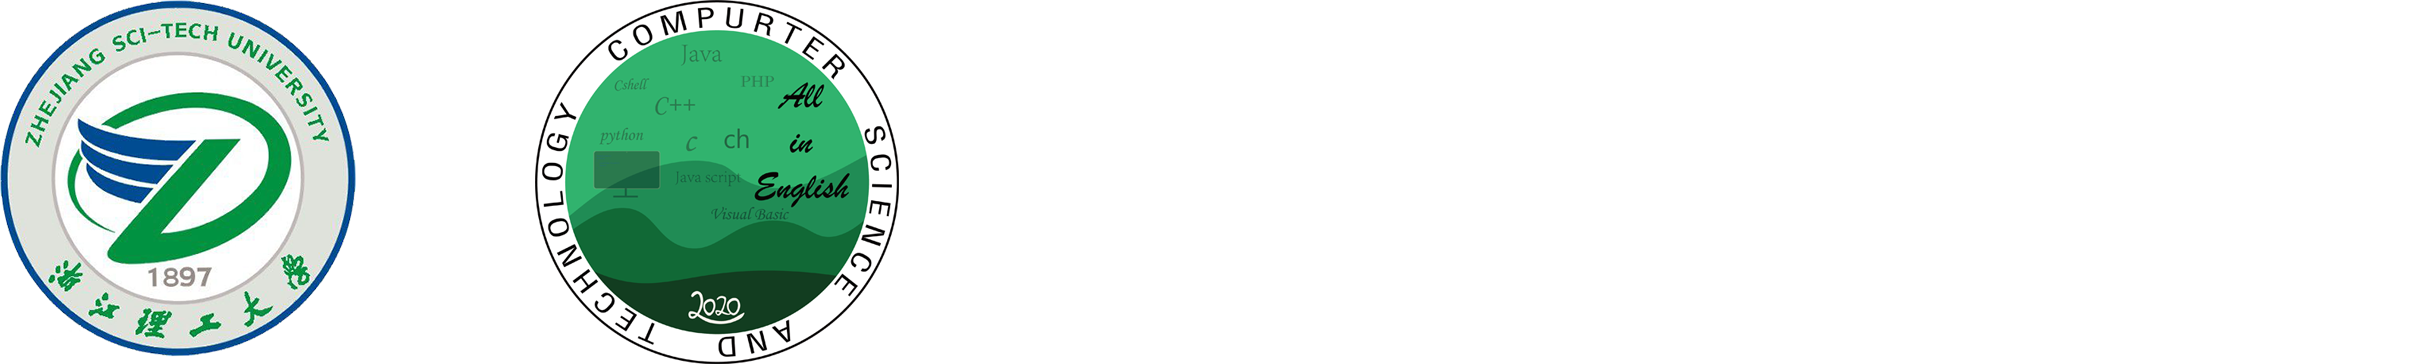 ZHEJIANG SCI-TECH UNIVERSITY
1897
浙江理工大学
COMPURTER SCIENCE AND TECHNOLOGY
Java
Cshell
PHP
C++
All
python
c
ch
in
Java script
English
Visual Basic
2020